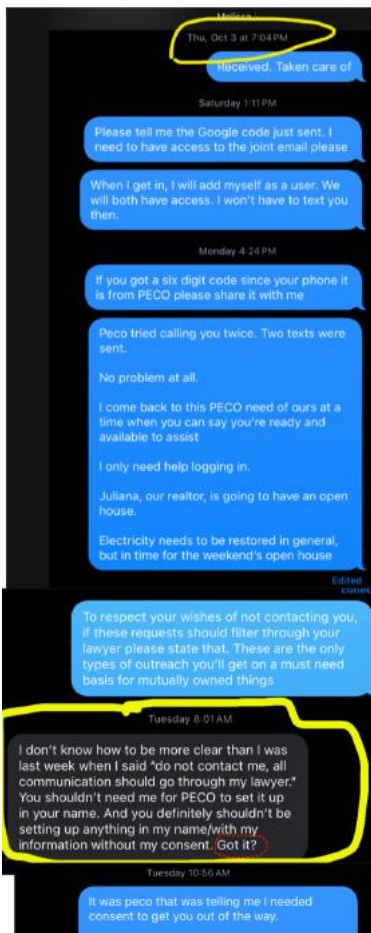 Melissa
Thu, Oct 3 at 7:04 PM
Received. Taken care of
Saturday 1:11 PM
Please tell me the Google code just sent. I
need to have access to the joint email please
When I get in, I will add myself as a user. We
will both have access. I won't have to text you
then.
Monday 4:24 PM
If you got a six digit code since your phone it
is from PECO please share it with me
Peco tried calling you twice. Two texts were
sent.
No problem at all.
I come back to this PECO need of ours at a
time when you can say you're ready and
available to assist
I only need help logging in.
Juliana, our realtor, is going to have an open
house.
Electricity needs to be restored in general,
but in time for the weekend's open house
Edited
Edited
To respect your wishes of not contacting you,
if these requests should filter through your
lawyer please state that. These are the only
types of outreach you'll get on a must need
basis for mutually owned things
Tuesday 8:01 AM
I don't know how to be more clear than I was
last week when I said "do not contact me, all
communication should go through my lawyer."
You shouldn't need me for PECO to set it up
in your name. And you definitely shouldn't be
setting up anything in my name/with my
information without my consent. Got it?
Tuesday 10:56 AM
It was peco that was telling me I needed
consent to get you out of the way.